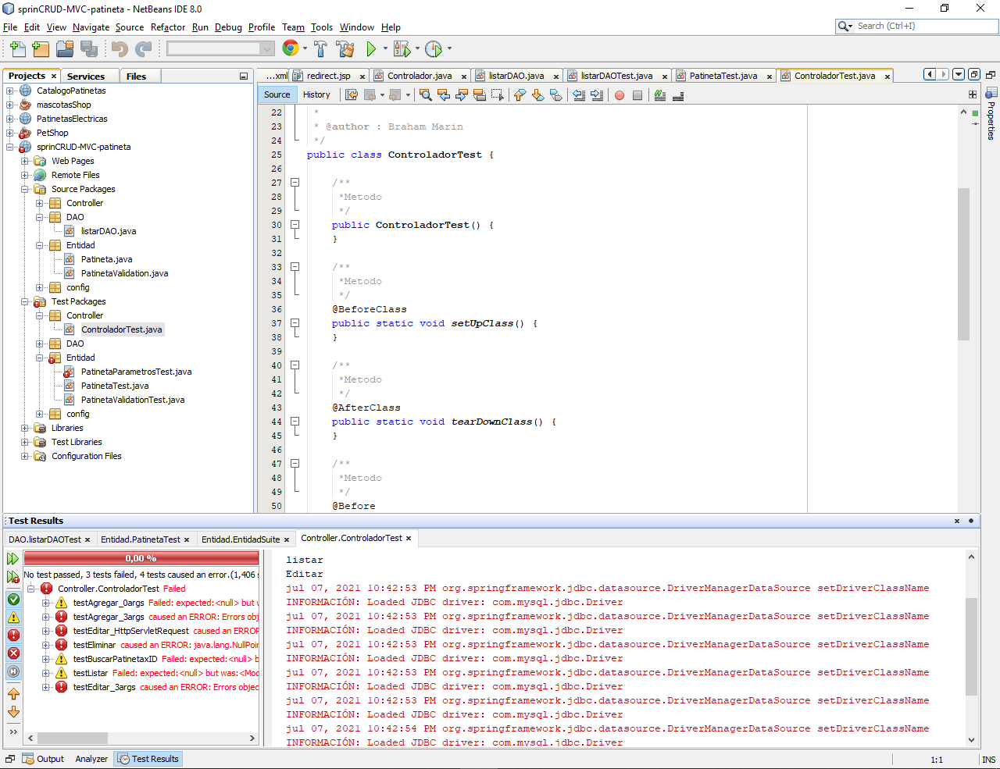 sprinCRUD-MVC-patineta - NetBeans IDE 8.0
File Edit View Navigate Source Refactor Run Debug Profile Team Tools Window Help
Search (Ctrl+I)
Projects Services Files
CatalogoPatinetas
mascotasShop
PatinetasElectricas
PetShop
sprinCRUD-MVC-patineta
Web Pages
Remote Files
Source Packages
Controller
DAO
listarDAO.java
Entidad
Patineta.java
PatinetaValidation.java
config
Test Packages
Controller
ControladorTest.java
DAO
Entidad
PatinetaParametrosTest.java
PatinetaTest.java
PatinetaValidationTest.java
config
Libraries
Test Libraries
Configuration Files
...xml redirect.jsp Controlador.java listarDAO.java listarDAOTest.java PatinetaTest.java ControladorTest.java
Source History
22 *
23 * @author : Braham Marin
24 */
25 public class ControladorTest {
26
27 /**
28 *Metodo
29 */
30 public ControladorTest() {
31 }
32
33 /**
34 *Metodo
35 */
36 @BeforeClass
37 public static void setUpClass() {
38 }
39
40 /**
41 *Metodo
42 */
43 @AfterClass
44 public static void tearDownClass() {
45 }
46
47 /**
48 *Metodo
49 */
50 @Before
Properties
Test Results
DAO.listarDAOTest Entidad.PatinetaTest Entidad.EntidadSuite Controller.ControladorTest
0,00 %
No test passed, 3 tests failed, 4 tests caused an error.(1,406 s
Controller.ControladorTest Failed
testAgregar_0args Failed: expected:<null> but w
testAgregar_3args caused an ERROR: Errors obj
testEditar_HttpServletRequest caused an ERROR
testEliminar caused an ERROR: java.lang.NullPoin
testBuscarPatinetaxID Failed: expected:<null> b
testListar Failed: expected:<null> but was:<Mod
testEditar_3args caused an ERROR: Errors objec
listar
Editar
jul 07, 2021 10:42:53 PM org.springframework.jdbc.datasource.DriverManagerDataSource setDriverClassName
INFORMACIÓN: Loaded JDBC driver: com.mysql.jdbc.Driver
jul 07, 2021 10:42:53 PM org.springframework.jdbc.datasource.DriverManagerDataSource setDriverClassName
INFORMACIÓN: Loaded JDBC driver: com.mysql.jdbc.Driver
jul 07, 2021 10:42:53 PM org.springframework.jdbc.datasource.DriverManagerDataSource setDriverClassName
INFORMACIÓN: Loaded JDBC driver: com.mysql.jdbc.Driver
jul 07, 2021 10:42:53 PM org.springframework.jdbc.datasource.DriverManagerDataSource setDriverClassName
INFORMACIÓN: Loaded JDBC driver: com.mysql.jdbc.Driver
jul 07, 2021 10:42:53 PM org.springframework.jdbc.datasource.DriverManagerDataSource setDriverClassName
INFORMACIÓN: Loaded JDBC driver: com.mysql.jdbc.Driver
jul 07, 2021 10:42:54 PM org.springframework.jdbc.datasource.DriverManagerDataSource setDriverClassName
INFORMACIÓN: Loaded JDBC driver: com.mysql.jdbc.Driver
Output Analyzer Test Results
1:1 INS